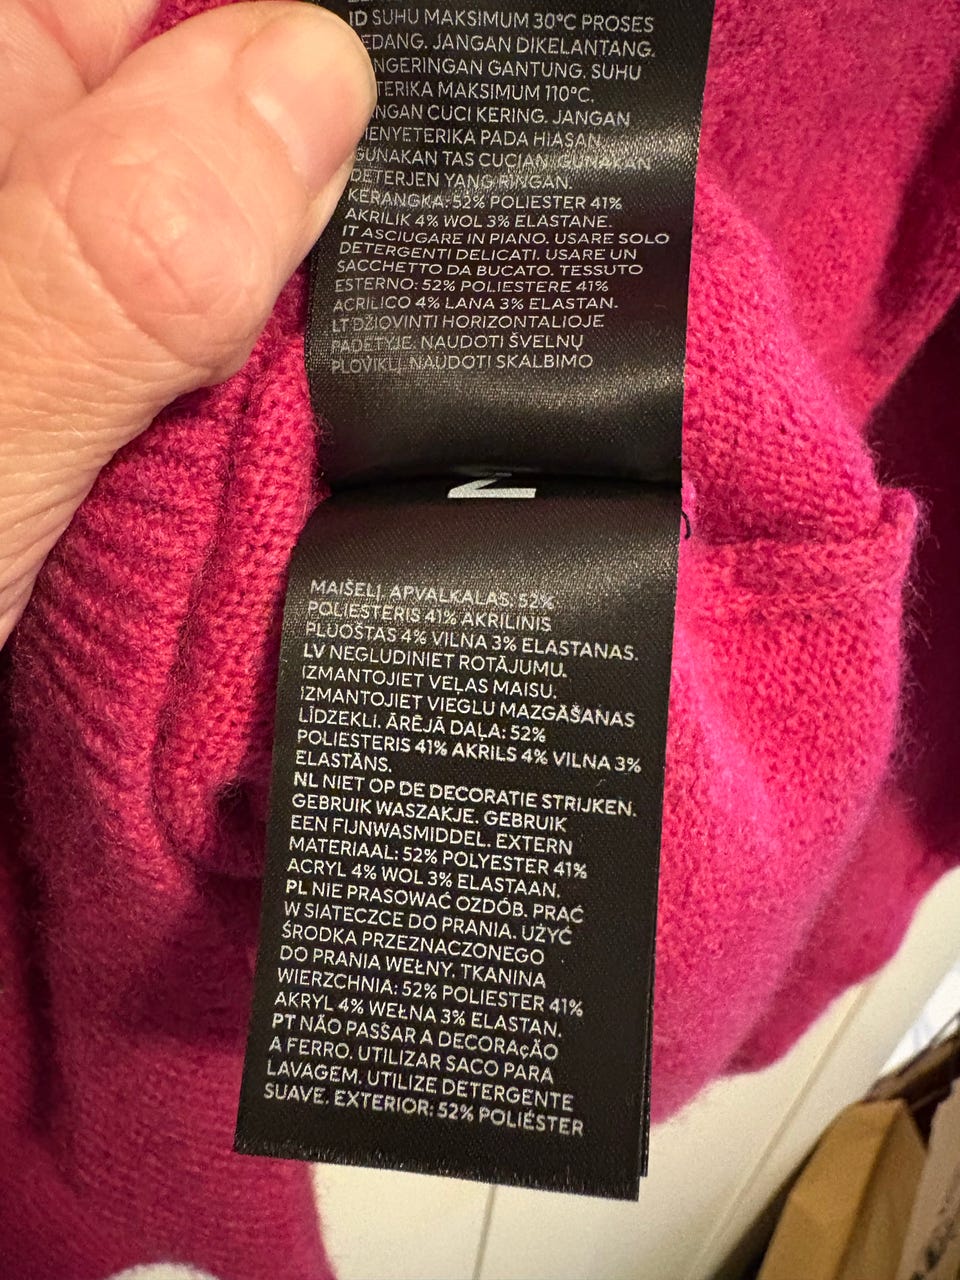 ID SUHU MAKSIMUM 30°C PROSES
EDANG. JANGAN DIKELANTANG.
NGERINGAN GANTUNG. SUHU
TERIKA MAKSIMUM 110°C.
NGAN CUCI KERING. JANGAN
ENYETERIKA PADA HIASAN
GUNAKAN TAS CUCIAN. GUNAKAN
DETERJEN YANG RINGAN.
KERANGKA: 52% POLIESTER 41%
AKRILIK 4% WOL 3% ELASTANE.
IT ASCIUGARE IN PIANO. USARE SOLO
DETERGENTI DELICATI. USARE UN
SACCHETTO DA BUCATO. TESSUTO
ESTERNO: 52% POLIESTERE 41%
ACRILICO 4% LANA 3% ELASTAN.
LT DŽIOVINTI HORIZONTALIOJE
PADĖTYJE. NAUDOTI ŠVELNŲ
PLOVIKLĮ. NAUDOTI SKALBIMO
MAIŠELĮ. APVALKALAS: 52%
POLIESTERIS 41% AKRILINIS
PLUOŠTAS 4% VILNA 3% ELASTANAS.
LV NEGLUDINIET ROTĀJUMU.
IZMANTOJIET VEĻAS MAISU.
IZMANTOJIET VIEGLU MAZGĀŠANAS
LĪDZEKLI. ĀRĒJĀ DAĻA: 52%
POLIESTERIS 41% AKRILS 4% VILNA 3%
ELASTĀNS.
NL NIET OP DE DECORATIE STRIJKEN.
GEBRUIK WASZAKJE. GEBRUIK
EEN FIJNWASMIDDEL. EXTERN
MATERIAAL: 52% POLYESTER 41%
ACRYL 4% WOL 3% ELASTAAN.
PL NIE PRASOWAĆ OZDÓB. PRAĆ
W SIATECZCE DO PRANIA. UŻYĆ
ŚRODKA PRZEZNACZONEGO
DO PRANIA WEŁNY. TKANINA
WIERZCHNIA: 52% POLIESTER 41%
AKRYL 4% WEŁNA 3% ELASTAN.
PT NÃO PASSAR A DECORAçÃO
A FERRO. UTILIZAR SACO PARA
LAVAGEM. UTILIZE DETERGENTE
SUAVE. EXTERIOR: 52% POLIÉSTER